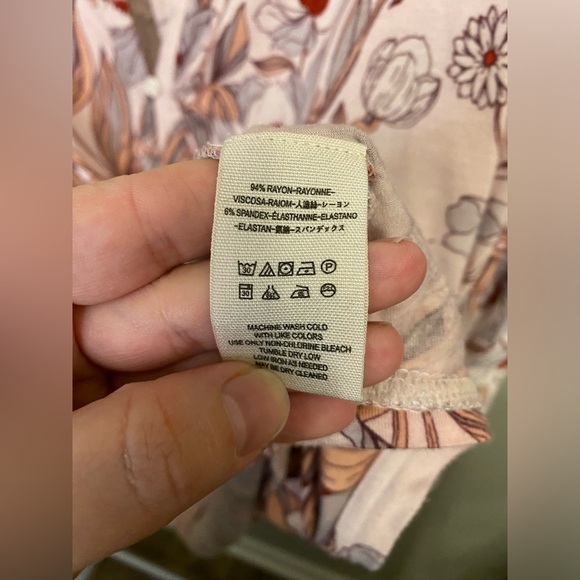 94% RAYON-RAYONNE-
VISCOSA-RAIOM-人造絲-レーヨン
6% SPANDEX-ÉLASTHANNE-ELASTANO
-ELASTAN-氨綸-スパンデックス
30 P
30
MACHINE WASH COLD
WITH LIKE COLORS
USE ONLY NON-CHLORINE BLEACH
TUMBLE DRY LOW
LOW IRON AS NEEDED
MAY BE DRY CLEANED